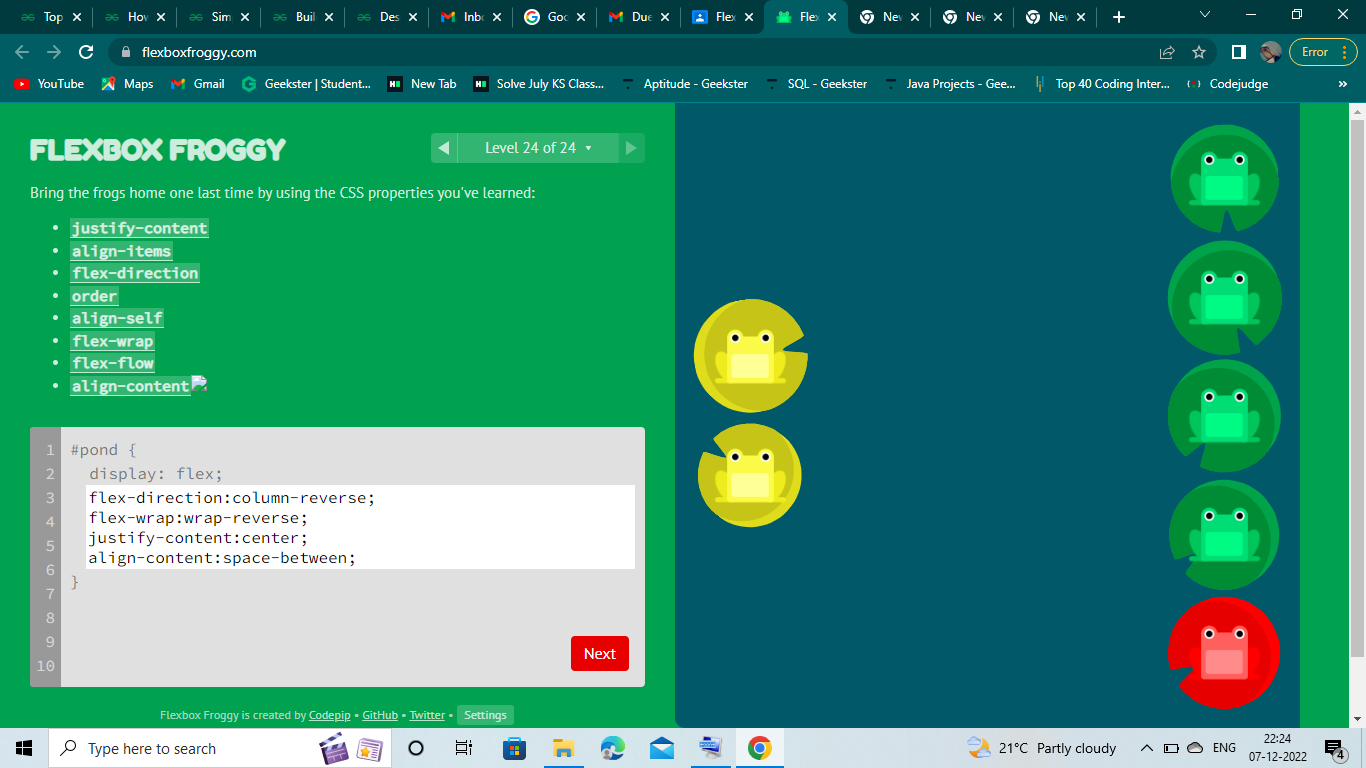 Top
How
Sim
Buil
Des
Inbo
Goo
Due
Flex
Flex
New
New
New
flexboxfroggy.com
Error
YouTube
Maps
Gmail
Geekster | Student...
New Tab
Solve July KS Class...
Aptitude - Geekster
SQL - Geekster
Java Projects - Gee...
Top 40 Coding Inter...
Codejudge
»
FLEXBOX FROGGY
Level 24 of 24
Bring the frogs home one last time by using the CSS properties you've learned:
• justify-content
• align-items
• flex-direction
• order
• align-self
• flex-wrap
• flex-flow
• align-content
1 #pond {
2 display: flex;
3 flex-direction:column-reverse;
4 flex-wrap:wrap-reverse;
5 justify-content:center;
6 align-content:space-between;
7 }
8
9
10
Next
Flexbox Froggy is created by Codepip • GitHub • Twitter • Settings
Type here to search
21°C Partly cloudy
ENG
22:24
07-12-2022
4